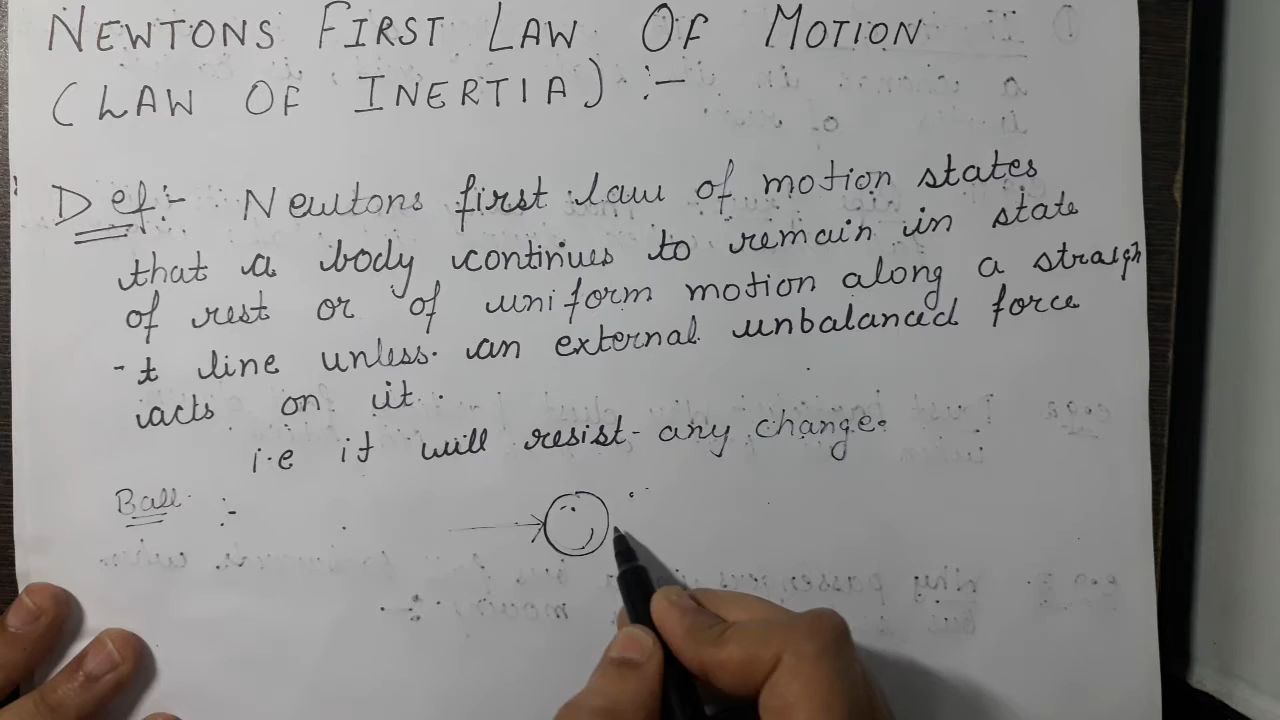 NEWTONS FIRST LAW OF MOTION
(LAW OF INERTIA) :-
Def:- Newtons first law of motion states
that a body continues to remain in state
of rest or of uniform motion along a straigh
-t line unless an external unbalanced force
acts on it.
i.e it will resist any change.
Ball :-